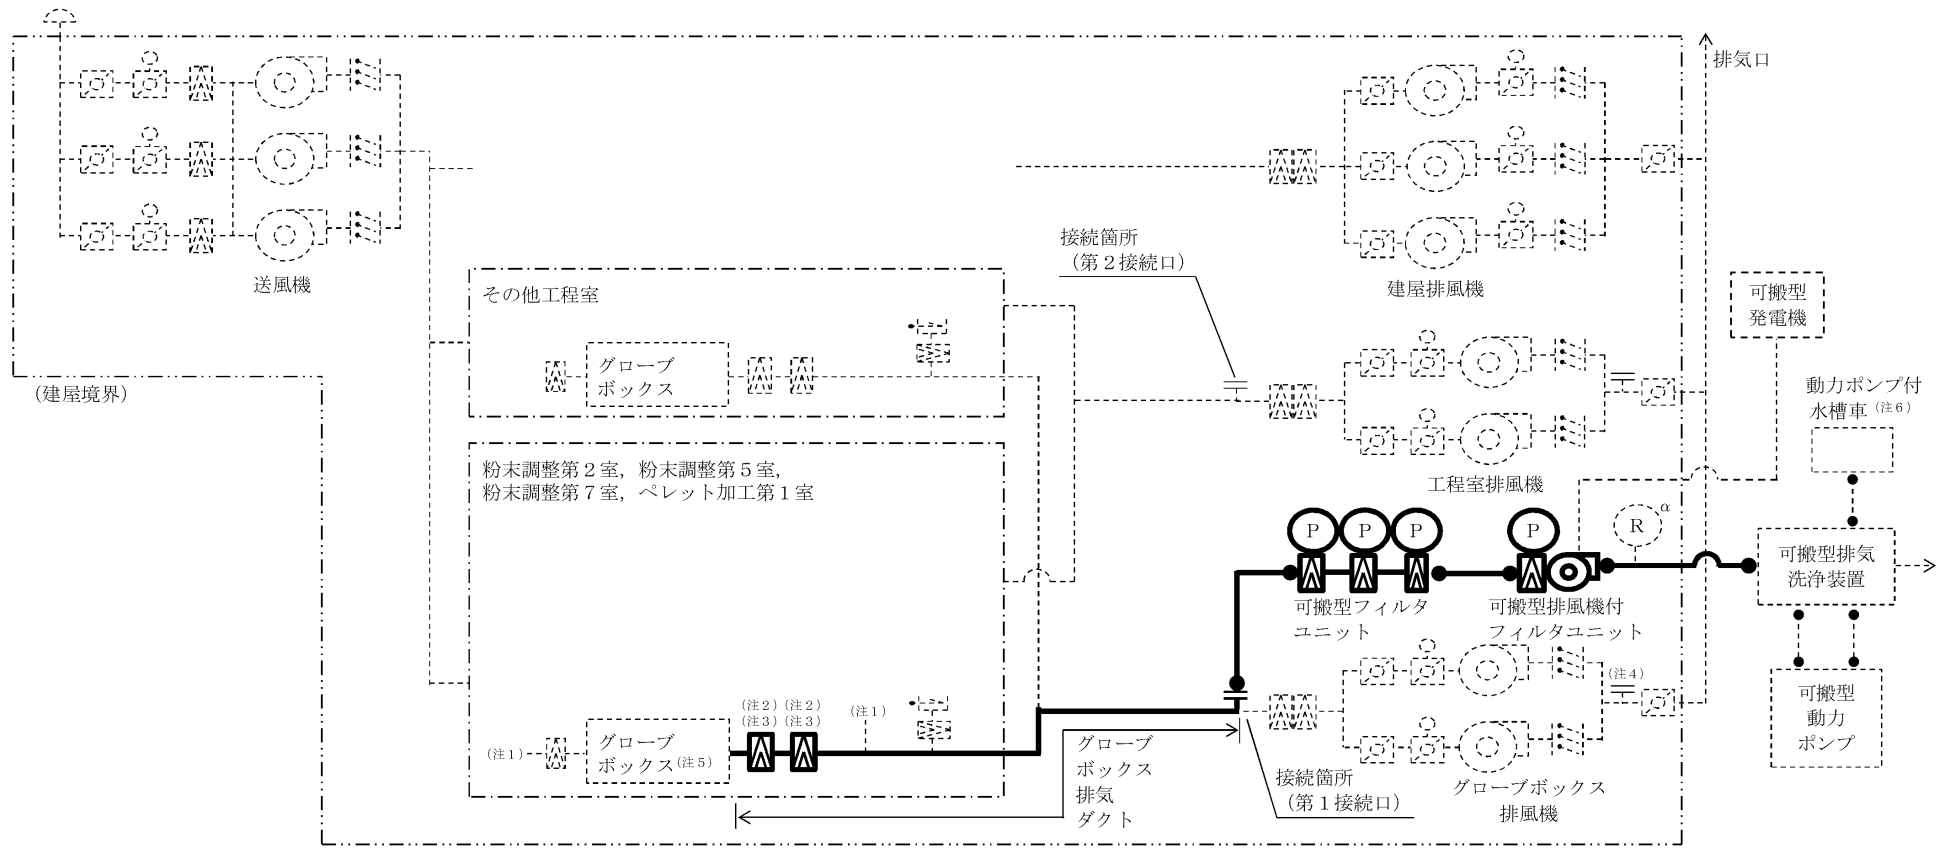 排気口
送風機
(建屋境界)
接続箇所
(第2接続口)
建屋排風機
可搬型
発電機
その他工程室
グローブ
ボックス
動力ポンプ付
水槽車(注6)
粉末調整第2室，粉末調整第5室，
粉末調整第7室，ペレット加工第1室
工程室排風機
P
P
P
P
R
α
可搬型排気
洗浄装置
可搬型フィルタ
ユニット
可搬型排風機付
フィルタユニット
(注4)
可搬型
動力
ポンプ
(注2)(注2)
(注3)(注3)
(注1)
(注1)
グローブ
ボックス(注5)
グローブ
ボックス
排気
ダクト
接続箇所
(第1接続口)
グローブボックス
排風機